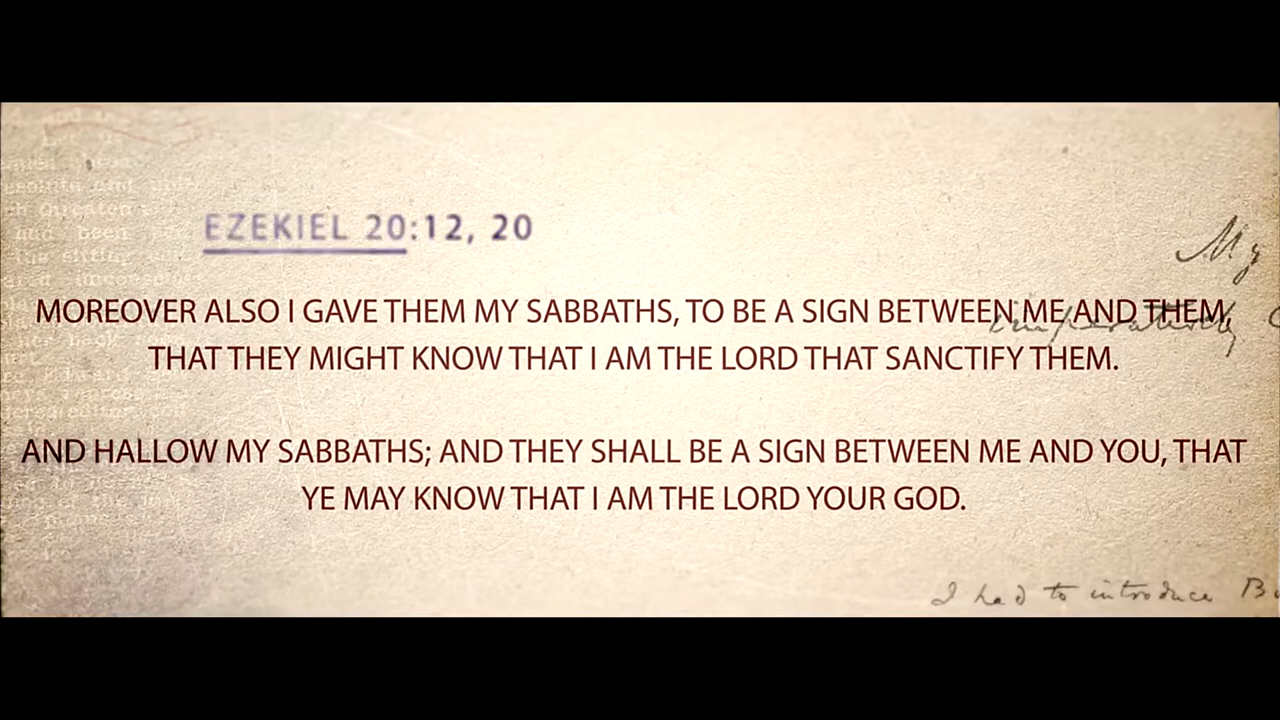 EZEKIEL 20:12, 20
My
MOREOVER ALSO I GAVE THEM MY SABBATHS, TO BE A SIGN BETWEEN ME AND THEM,
THAT THEY MIGHT KNOW THAT I AM THE LORD THAT SANCTIFY THEM.
AND HALLOW MY SABBATHS; AND THEY SHALL BE A SIGN BETWEEN ME AND YOU, THAT
YE MAY KNOW THAT I AM THE LORD YOUR GOD.
I had to introduce